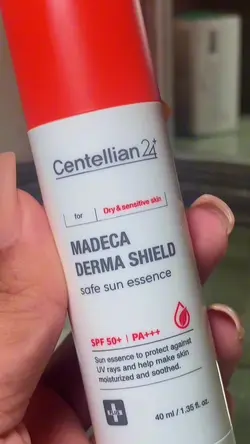 Centellian24
for | Dry & sensitive skin
MADECA
DERMA SHIELD
safe sun essence
SPF 50+ | PA+++
Sun essence to protect against
UV rays and help make skin
moisturized and soothed.
40 ml / 1.35 fl. oz.